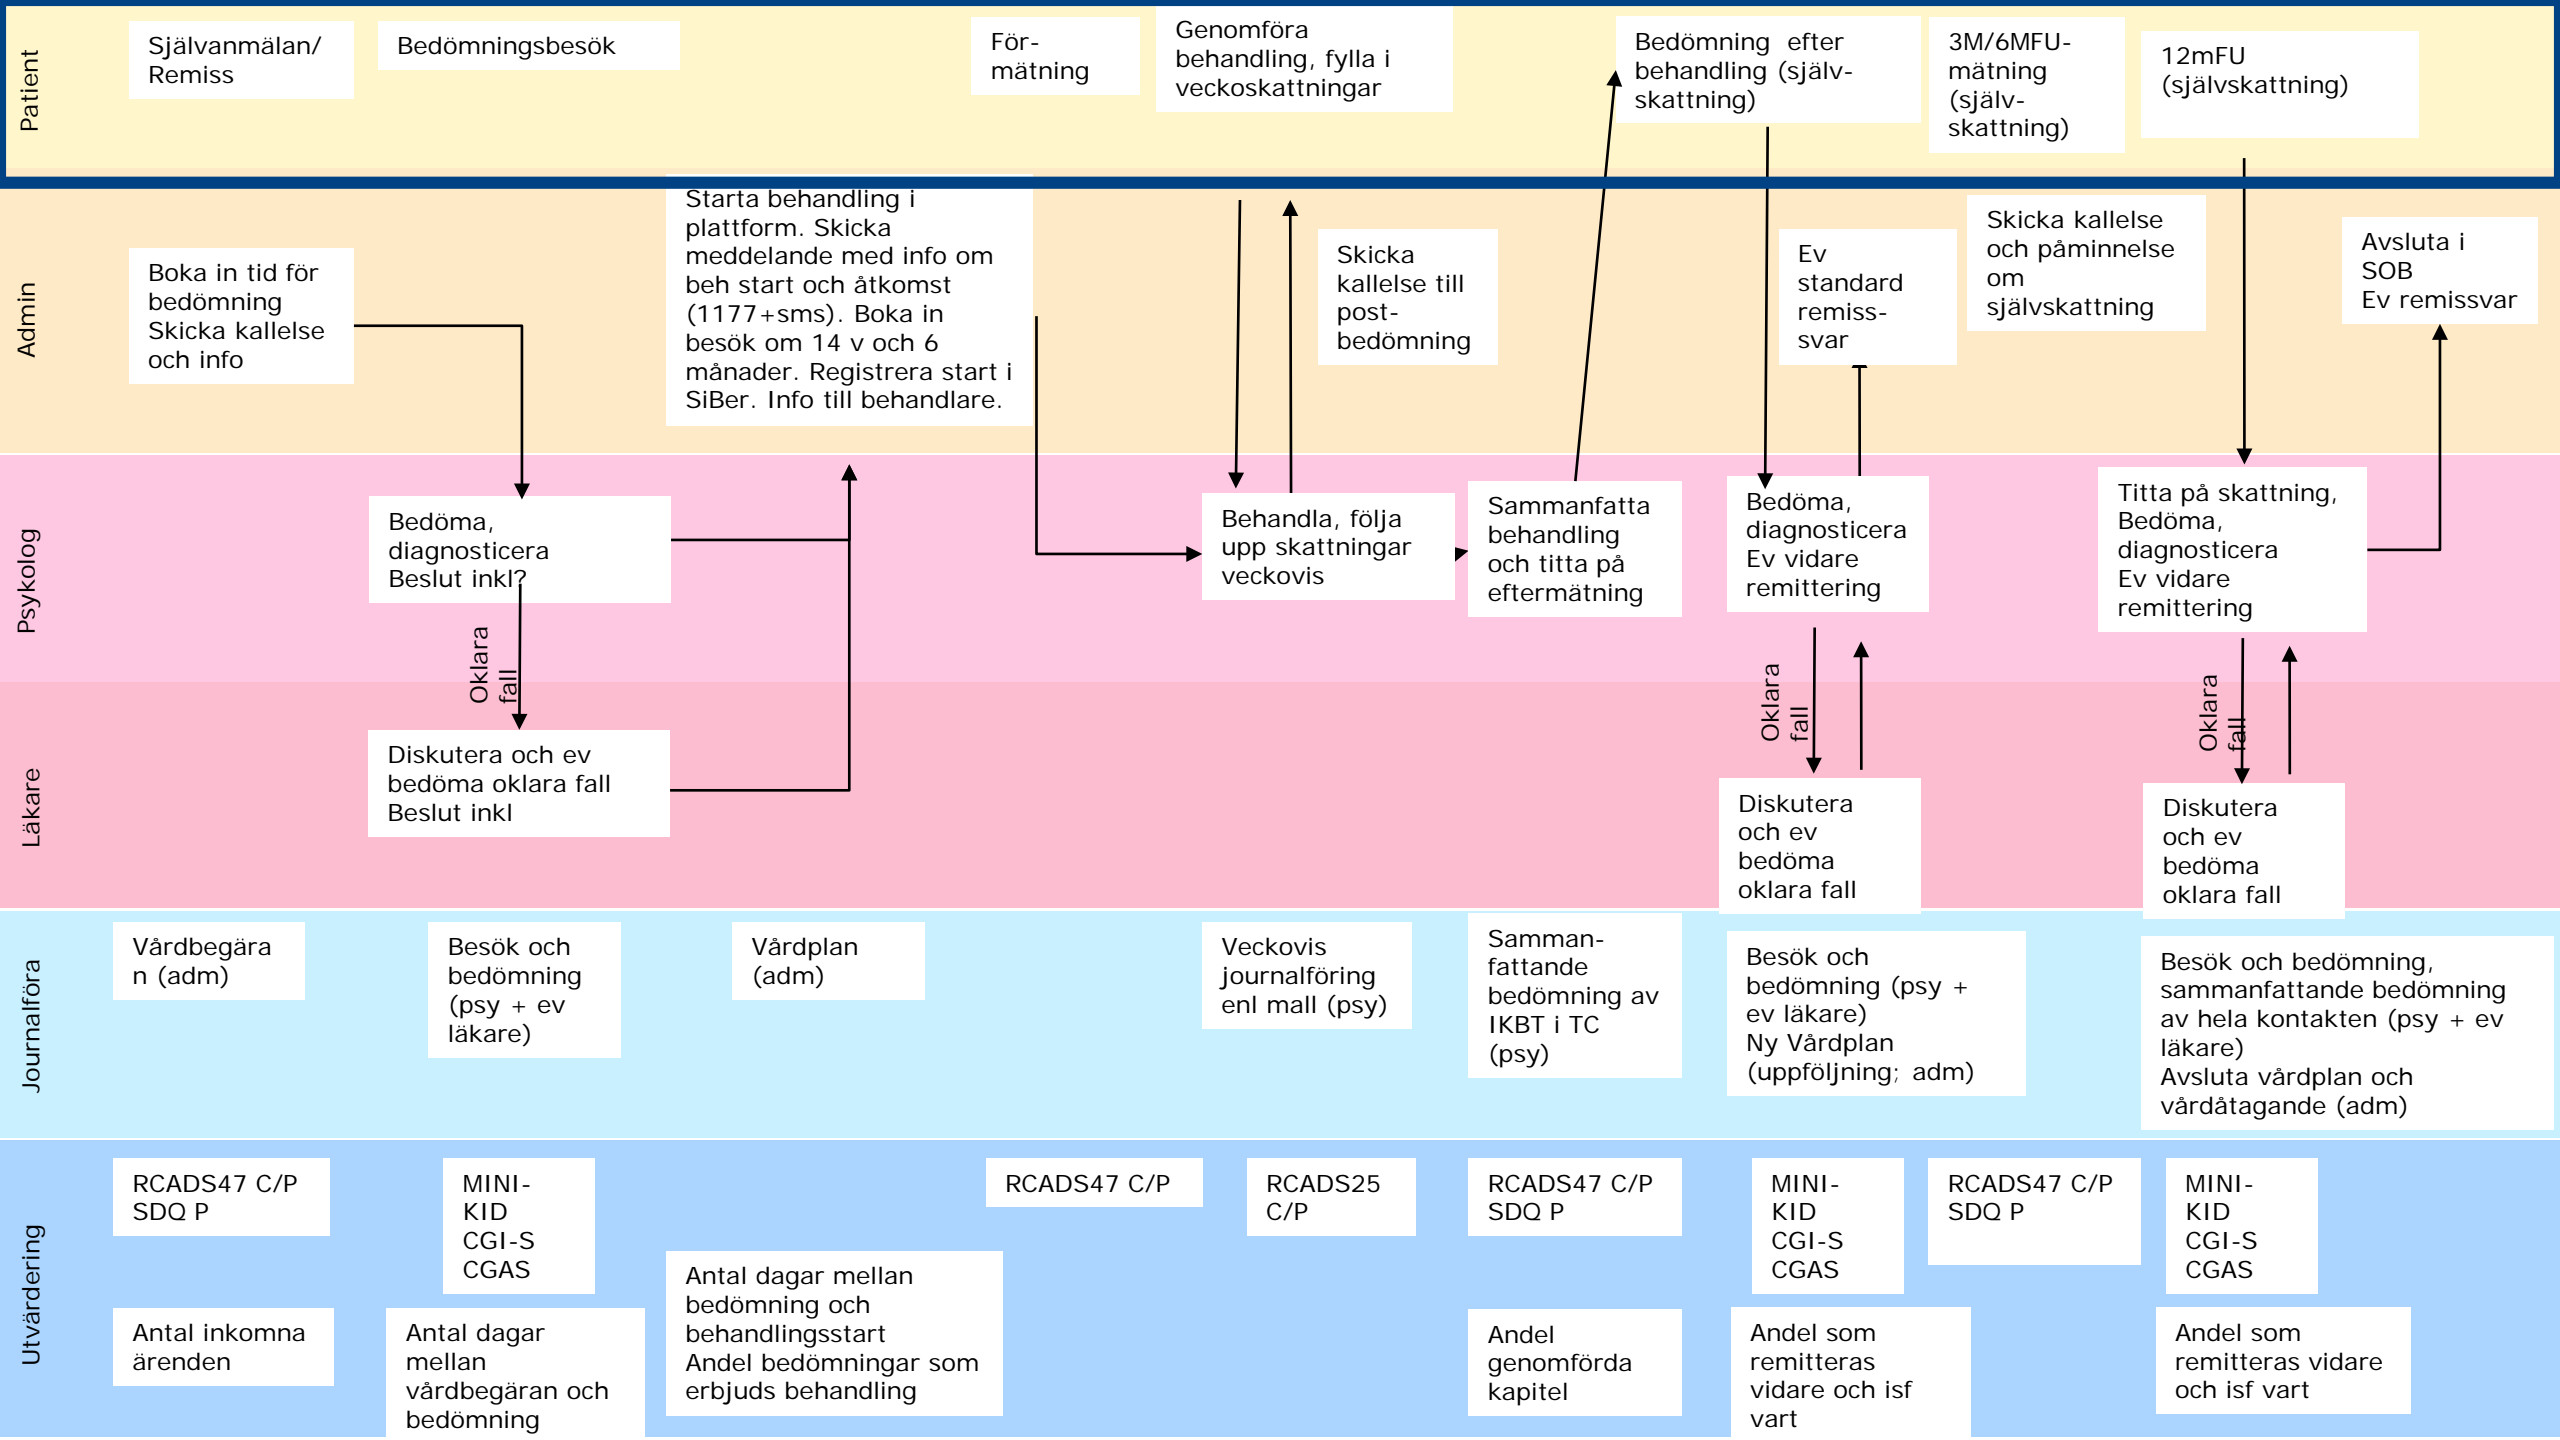 Patient
Självanmälan/
Remiss
Bedömningsbesök
För-
mätning
Genomföra
behandling, fylla i
veckoskattningar
Bedömning efter
behandling (själv-
skattning)
3M/6MFU-
mätning
(själv-
skattning)
12mFU
(självskattning)
Admin
Boka in tid för
bedömning
Skicka kallelse
och info
Starta behandling i
plattform. Skicka
meddelande med info om
beh start och åtkomst
(1177+sms). Boka in
besök om 14 v och 6
månader. Registrera start i
SiBer. Info till behandlare.
Skicka
kallelse till
post-
bedömning
Ev
standard
remiss-
svar
Skicka kallelse
och påminnelse
om
självskattning
Avsluta i
SOB
Ev remissvar
Psykolog
Bedöma,
diagnosticera
Beslut inkl?
Oklara
fall
Behandla, följa
upp skattningar
veckovis
Sammanfatta
behandling
och titta på
eftermätning
Bedöma,
diagnosticera
Ev vidare
remittering
Oklara
fall
Titta på skattning,
Bedöma,
diagnosticera
Ev vidare
remittering
Oklara
fall
Läkare
Diskutera och ev
bedöma oklara fall
Beslut inkl
Diskutera
och ev
bedöma
oklara fall
Diskutera
och ev
bedöma
oklara fall
Journalföra
Vårdbegära
n (adm)
Besök och
bedömning
(psy + ev
läkare)
Vårdplan
(adm)
Veckovis
journalföring
enl mall (psy)
Samman-
fattande
bedömning av
IKBT i TC
(psy)
Besök och
bedömning (psy +
ev läkare)
Ny Vårdplan
(uppföljning; adm)
Besök och bedömning,
sammanfattande bedömning
av hela kontakten (psy + ev
läkare)
Avsluta vårdplan och
vårdåtagande (adm)
Utvärdering
RCADS47 C/P
SDQ P
MINI-
KID
CGI-S
CGAS
RCADS47 C/P
RCADS25
C/P
RCADS47 C/P
SDQ P
MINI-
KID
CGI-S
CGAS
RCADS47 C/P
SDQ P
MINI-
KID
CGI-S
CGAS
Antal inkomna
ärenden
Antal dagar
mellan
vårdbegäran och
bedömning
Antal dagar mellan
bedömning och
behandlingsstart
Andel bedömningar som
erbjuds behandling
Andel
genomförda
kapitel
Andel som
remitteras
vidare och isf
vart
Andel som
remitteras vidare
och isf vart